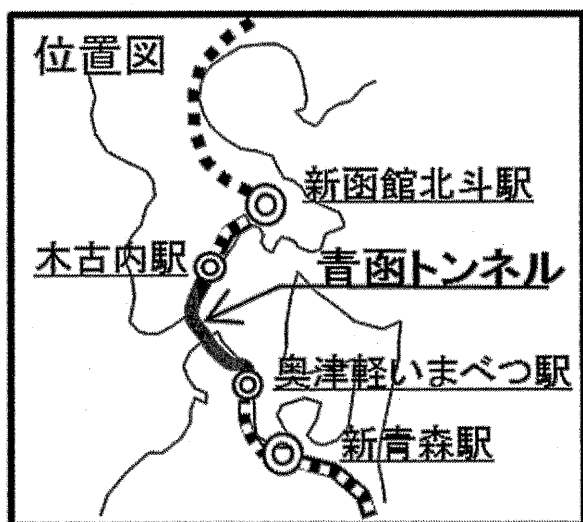 位置図
新函館北斗駅
木古内駅
青函トンネル
奥津軽いまべつ駅
新青森駅